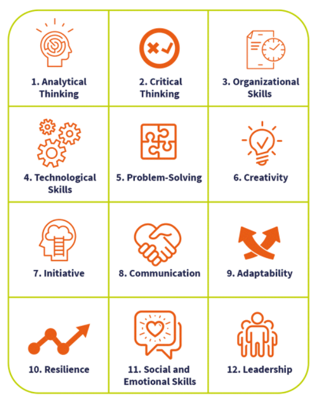 1. Analytical
Thinking
2. Critical
Thinking
3. Organizational
Skills
4. Technological
Skills
5. Problem-Solving
6. Creativity
7. Initiative
8. Communication
9. Adaptability
10. Resilience
11. Social and
Emotional Skills
12. Leadership